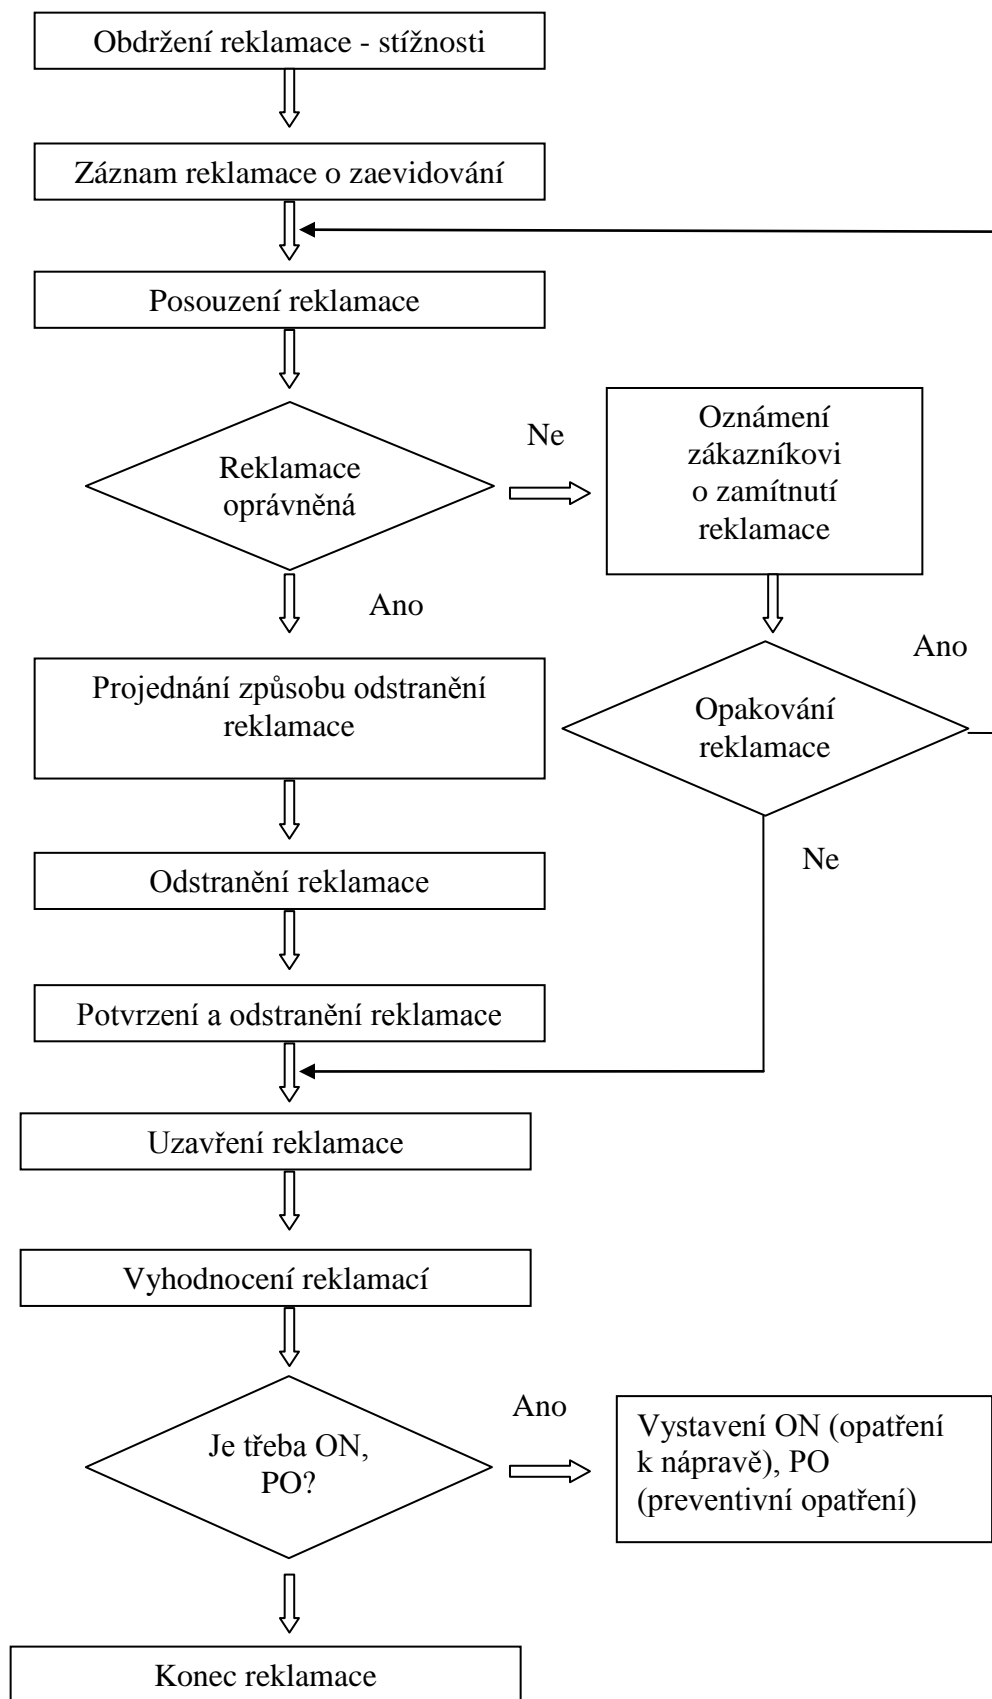 Obdržení reklamace - stížnosti
Záznam reklamace o zaevidování
Posouzení reklamace
Reklamace
oprávněná
Ne
Oznámení
zákazníkovi
o zamítnutí
reklamace
Ano
Projednání způsobu odstranění
reklamace
Ano
Opakování
reklamace
Ne
Odstranění reklamace
Potvrzení a odstranění reklamace
Uzavření reklamace
Vyhodnocení reklamací
Je třeba ON,
PO?
Ano
Vystavení ON (opatření
k nápravě), PO
(preventivní opatření)
Konec reklamace